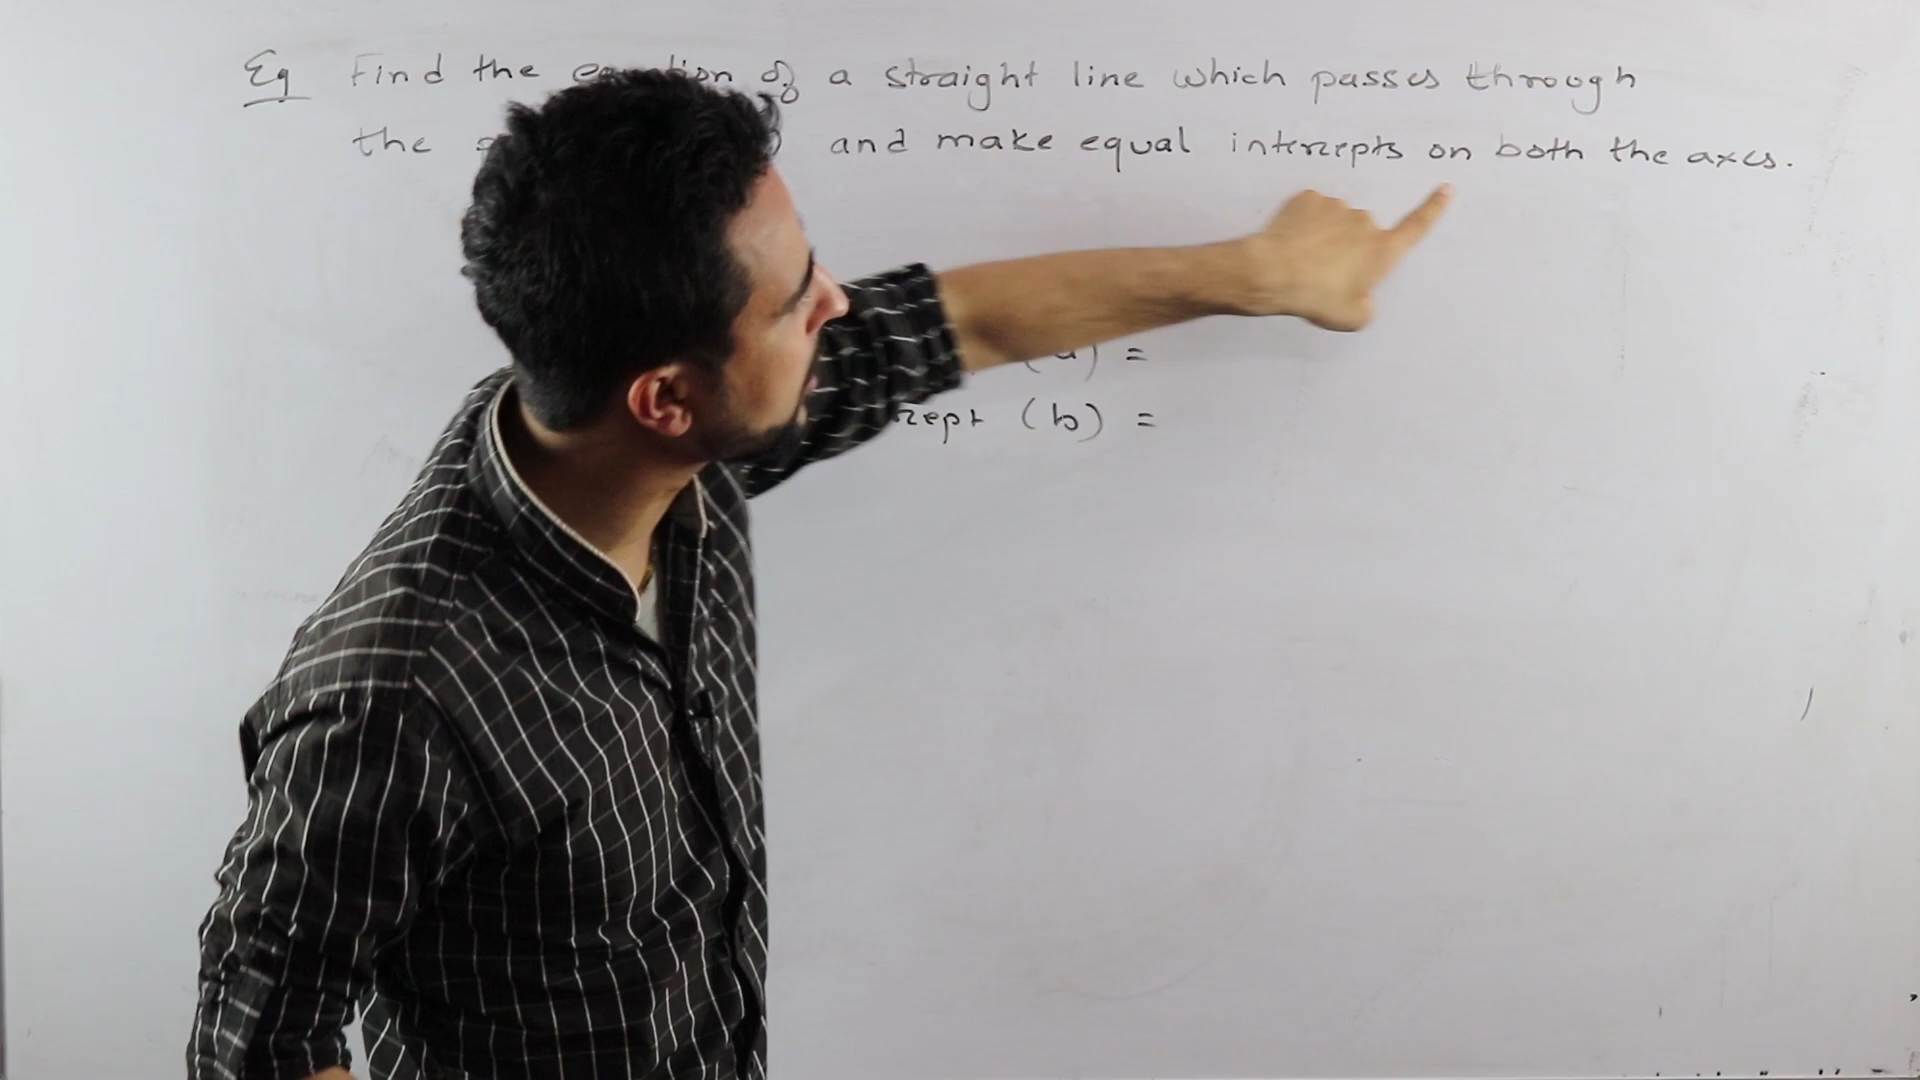 Eg Find the equation of a straight line which passes through
the and make equal intercepts on both the axes.
(a) =
(b) =